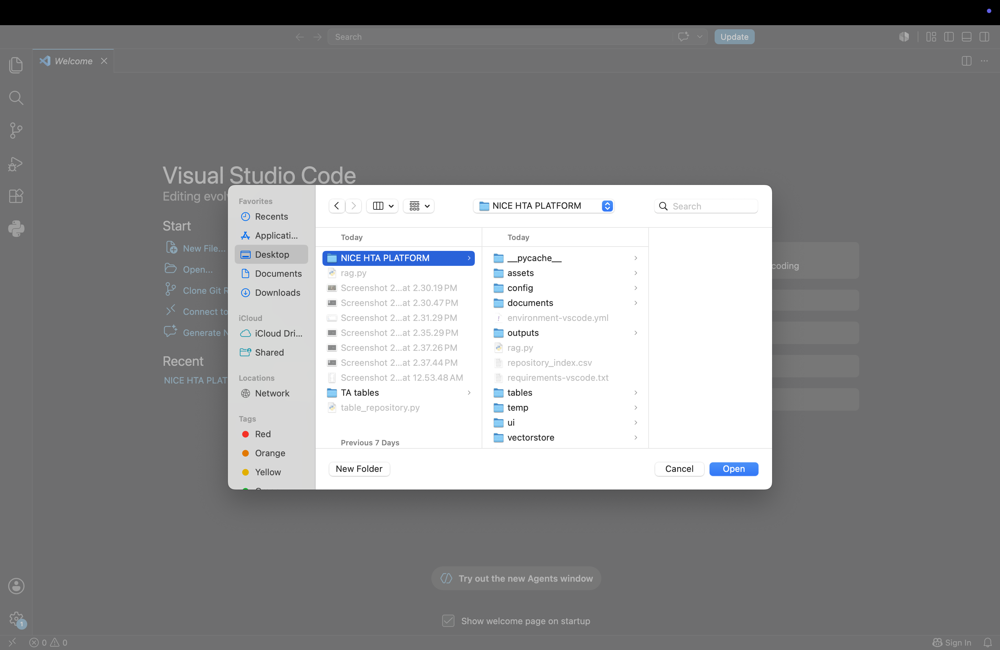 Search
Update
Welcome
Visual Studio Code
Editing evol
Start
New File...
Open...
Clone Git R
Connect to
Generate N
Recent
NICE HTA PLAT
coding
Favorites
Recents
Applicati...
Desktop
Documents
Downloads
iCloud
iCloud Dri...
Shared
Locations
Network
Tags
Red
Orange
Yellow
NICE HTA PLATFORM
Search
Today
NICE HTA PLATFORM
rag.py
Screenshot 2...at 2.30.19 PM
Screenshot 2...at 2.30.47 PM
Screenshot 2...at 2.31.29 PM
Screenshot 2...at 2.35.29 PM
Screenshot 2...at 2.37.26 PM
Screenshot 2...at 2.37.44 PM
Screenshot 2...at 12.53.48 AM
TA tables
table_repository.py
Previous 7 Days
Today
__pycache__
assets
config
documents
environment-vscode.yml
outputs
rag.py
repository_index.csv
requirements-vscode.txt
tables
temp
ui
vectorstore
New Folder
Cancel
Open
Try out the new Agents window
Show welcome page on startup
1
0
0
Sign In